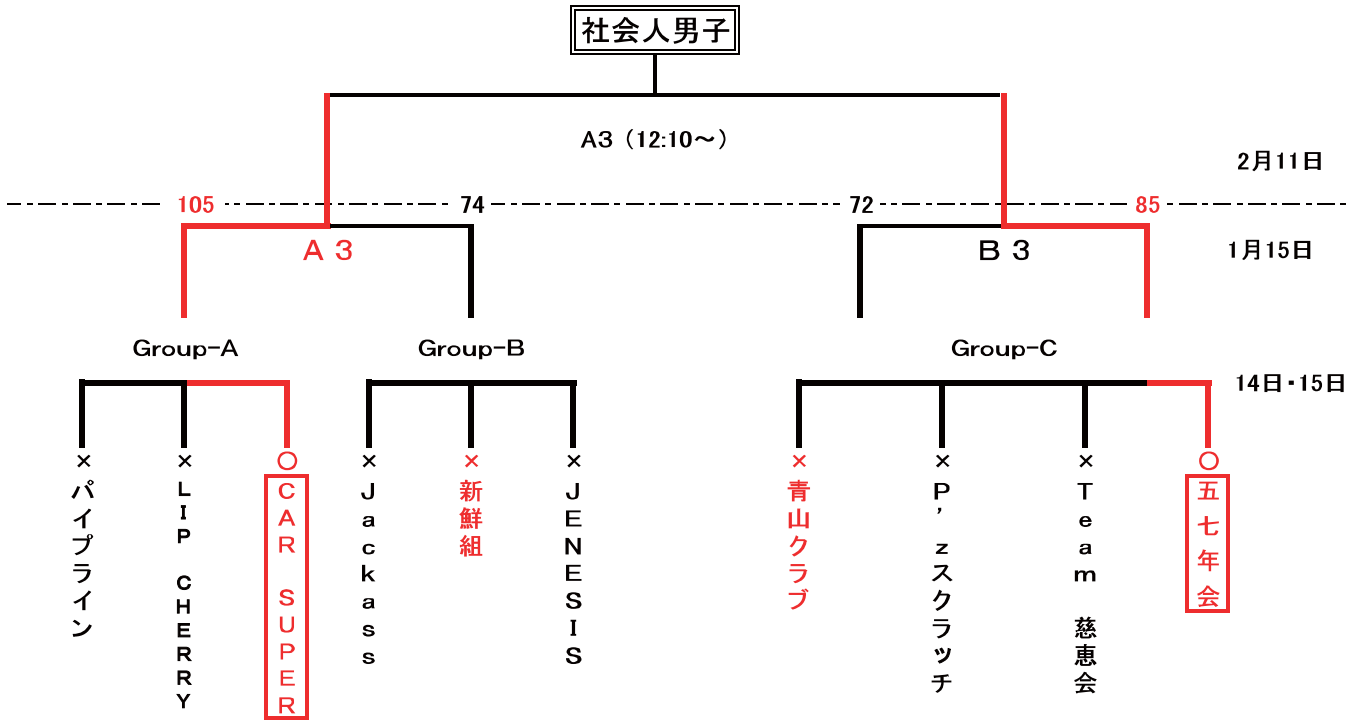 社会人男子
A3（12:10～）
2月11日
105
74
72
85
A 3
B 3
1月15日
Group-A
Group-B
Group-C
14日・15日
×
×
○
×
×
×
×
×
×
○
パイプライン
LIP CHERRY
CAR SUPER
Jackass
新鮮組
JENESIS
青山クラブ
P'zスクラッチ
Team 慈恵会
五七年会